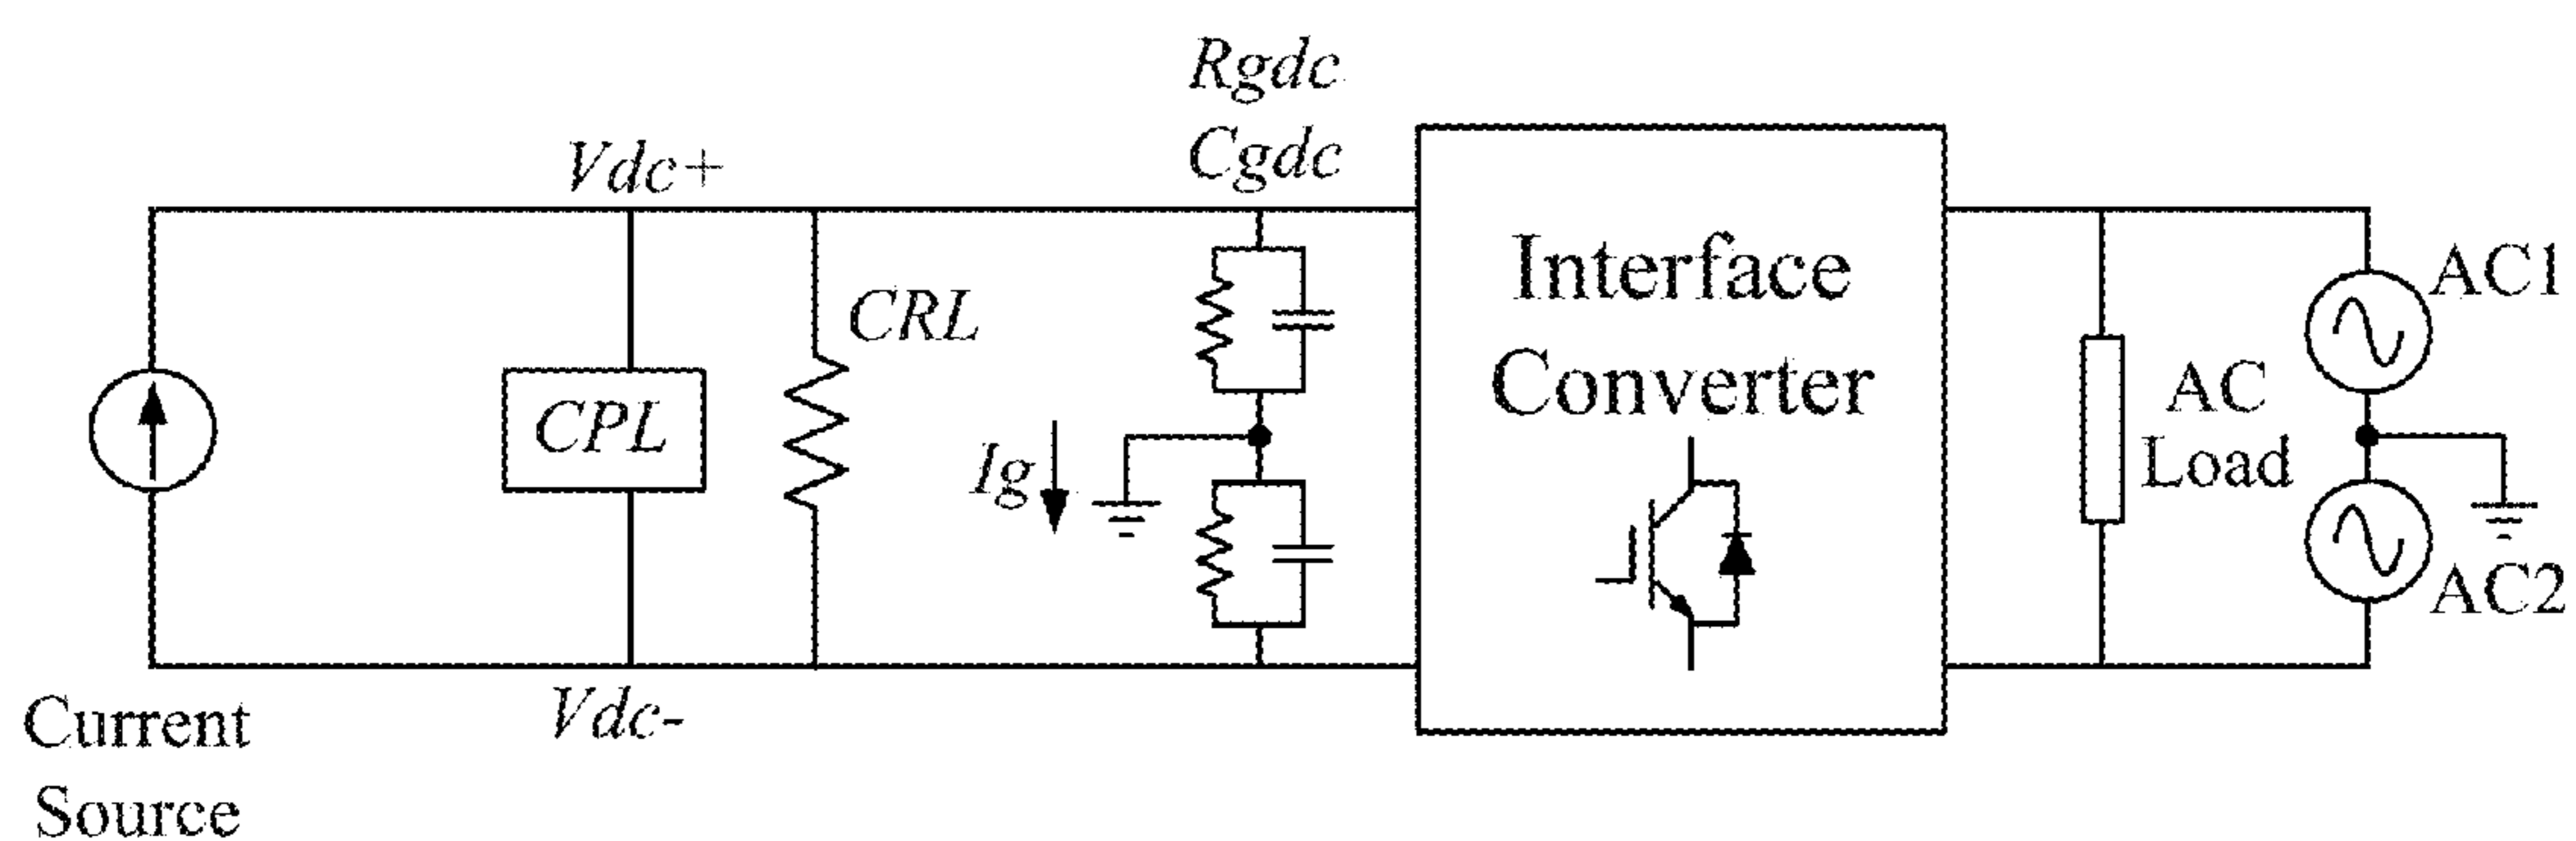 Rgdc
Cgdc
Vdc+
CRL
CPL
Ig
Vdc-
Current
Source
Interface
Converter
AC
Load
AC1
AC2